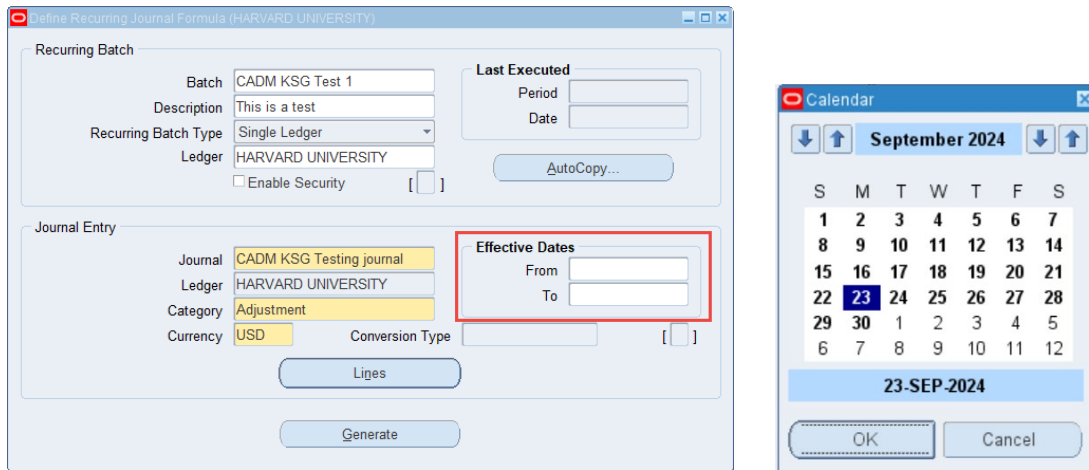 Define Recurring Journal Formula (HARVARD UNIVERSITY)
Recurring Batch
Batch CADM KSG Test 1
Description This is a test
Recurring Batch Type Single Ledger
Ledger HARVARD UNIVERSITY
Enable Security [ ]
Last Executed
Period
Date
AutoCopy...
Journal Entry
Journal CADM KSG Testing journal
Ledger HARVARD UNIVERSITY
Category Adjustment
Currency USD Conversion Type [ ]
Effective Dates
From
To
Lines
Generate
Calendar
September 2024
S M T W T F S
1 2 3 4 5 6 7
8 9 10 11 12 13 14
15 16 17 18 19 20 21
22 23 24 25 26 27 28
29 30 1 2 3 4 5
6 7 8 9 10 11 12
23-SEP-2024
OK Cancel